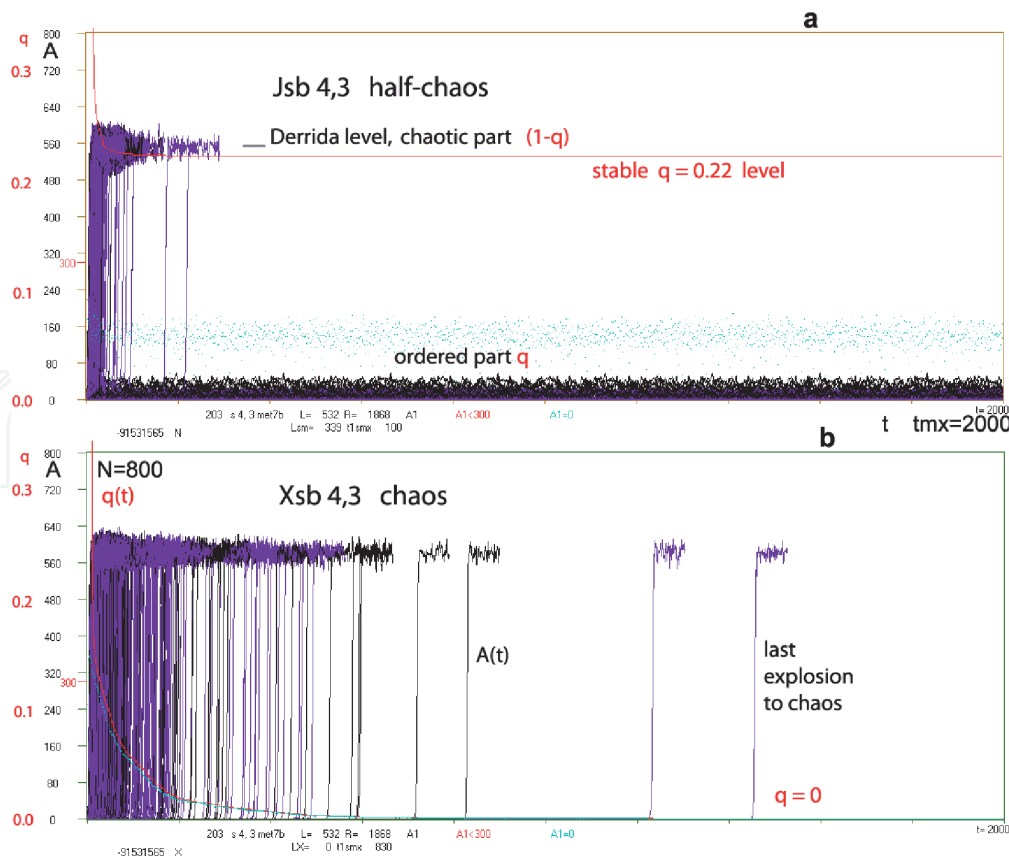 a
q
A
800
0.3
720
640
560
0.2
480
400
320
300
0.1
240
160
80
0.0
0
Jsb 4,3 half-chaos
Derrida level, chaotic part (1-q)
stable q = 0.22 level
ordered part q
t= 2000
203 s 4, 3 met7b L= 532 R= 1868 A1 A1<300 A1=0
Lsm= 339 t1smx 100
-91531565 N
t tmx=2000
b
q
A
800
N=800
0.3
q(t)
720
640
560
0.2
480
400
320
300
0.1
240
160
80
0.0
0
Xsb 4,3 chaos
A(t)
last
explosion
to chaos
q = 0
t= 2000
203 s 4, 3 met7b L= 532 R= 1868 A1 A1<300 A1=0
LX= 0 t1smx 830
-91531565 X